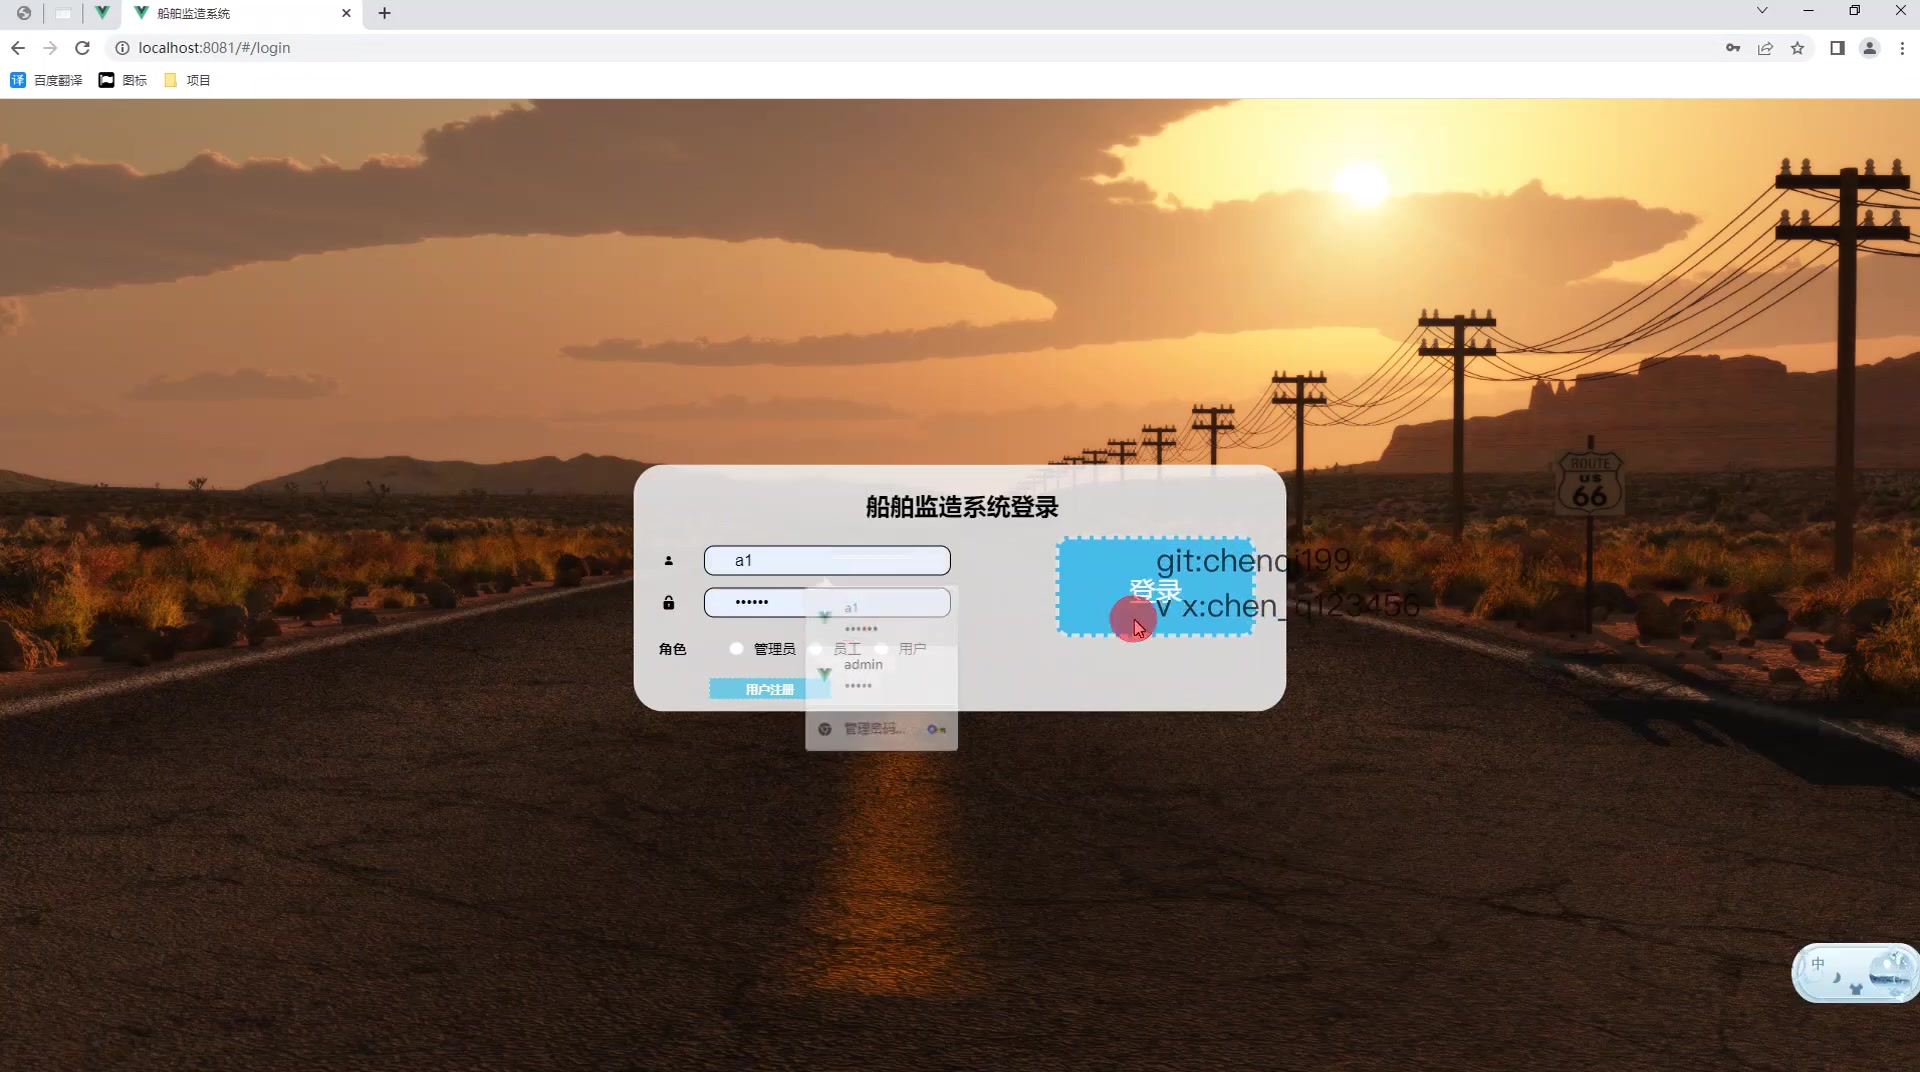 船舶监造系统
localhost:8081/#/login
百度翻译
图标
项目
ROUTE
US
66
船舶监造系统登录
a1
••••••
git:chenqi199
登录
v x:chen_q123456
a1
••••••
角色 管理员 员工 用户
admin
•••••
用户注册
管理密码...
中